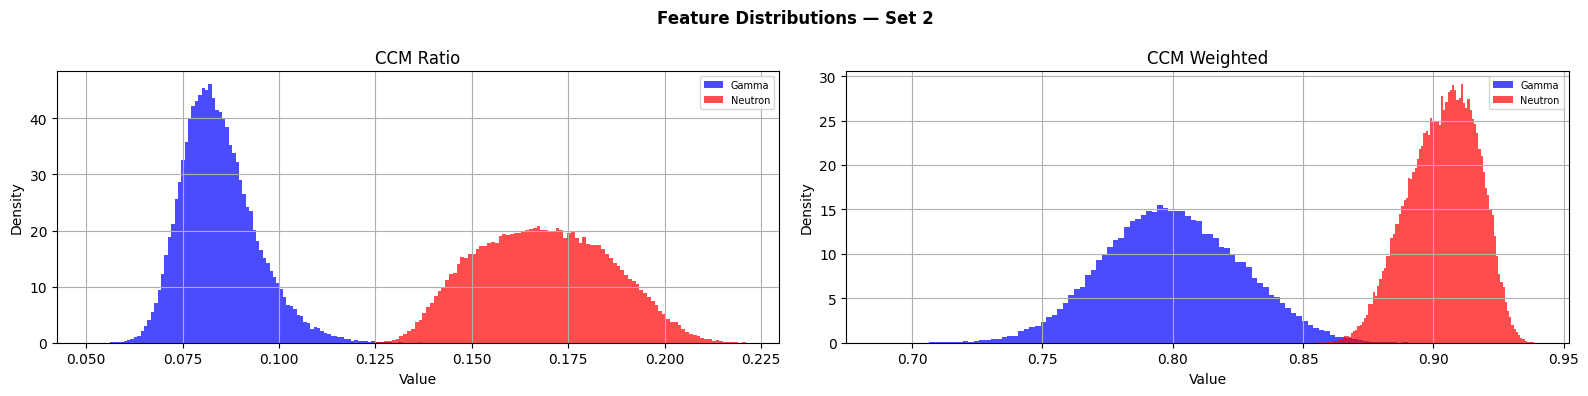 Feature Distributions — Set 2
CCM Ratio
Density
40
30
20
10
0
0.050
0.075
0.100
0.125
0.150
0.175
0.200
0.225
Value
Gamma
Neutron
CCM Weighted
Density
30
25
20
15
10
5
0
0.70
0.75
0.80
0.85
0.90
0.95
Value
Gamma
Neutron